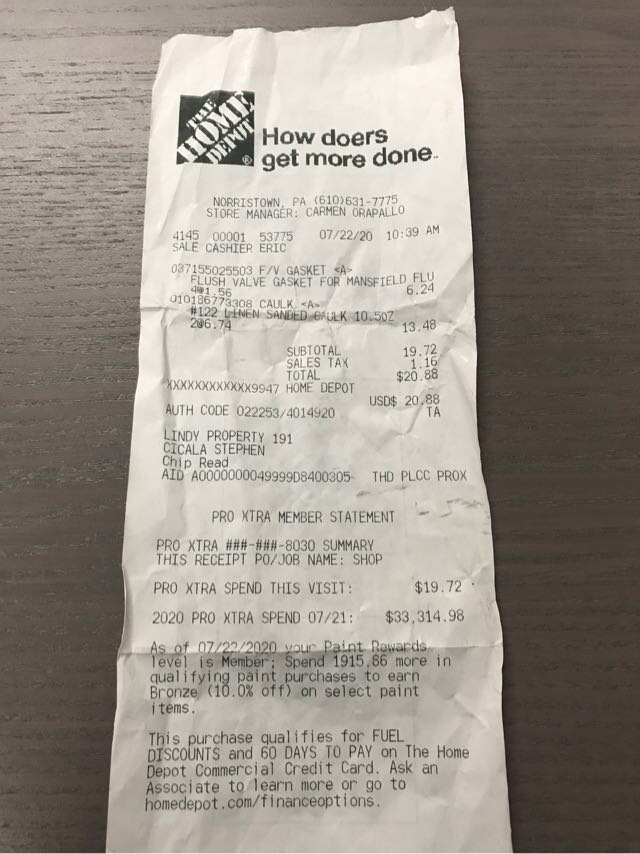 THE
HOME
DEPOT
®
How doers
get more done™
NORRISTOWN, PA (610)631-7775
STORE MANAGER: CARMEN ORAPALLO
4145 00001 53775 07/22/20 10:39 AM
SALE CASHIER ERIC
037155025503 F/V GASKET <A>
FLUSH VALVE GASKET FOR MANSFIELD FLU
4@1.56 6.24
010186773308 CAULK <A>
#122 LINEN SANDED CAULK 10.5OZ
2@6.74 13.48
SUBTOTAL 19.72
SALES TAX 1.16
TOTAL $20.88
XXXXXXXXXXXX9947 HOME DEPOT
USD$ 20.88
AUTH CODE 022253/4014920 TA
LINDY PROPERTY 191
CICALA STEPHEN
Chip Read
AID A0000000049999D8400305 THD PLCC PROX
PRO XTRA MEMBER STATEMENT
PRO XTRA ###-###-8030 SUMMARY
THIS RECEIPT PO/JOB NAME: SHOP
PRO XTRA SPEND THIS VISIT: $19.72
2020 PRO XTRA SPEND 07/21: $33,314.98
As of 07/22/2020 your Paint Rewards
level is Member; Spend 1915.86 more in
qualifying paint purchases to earn
Bronze (10.0% off) on select paint
items.
This purchase qualifies for FUEL
DISCOUNTS and 60 DAYS TO PAY on The Home
Depot Commercial Credit Card. Ask an
Associate to learn more or go to
homedepot.com/financeoptions.